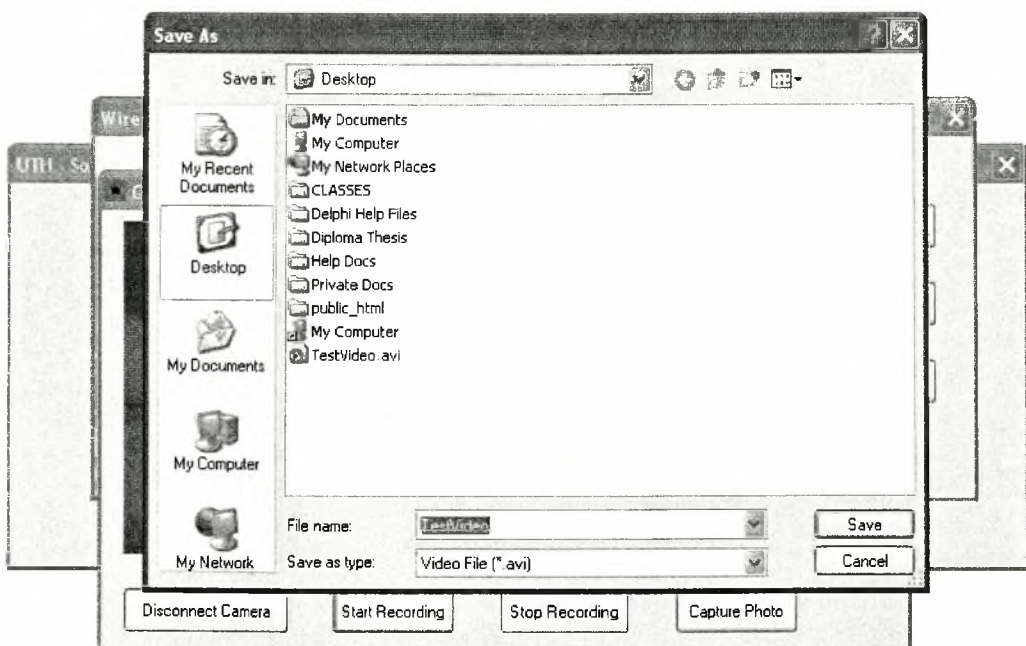 Save As
Save in:
Desktop
My Recent
Documents
Desktop
My Documents
My Computer
My Network
My Documents
My Computer
My Network Places
CLASSES
Delphi Help Files
Diploma Thesis
Help Docs
Private Docs
public_html
My Computer
TestVideo.avi
File name:
TestVideo
Save
Save as type:
Video File (*.avi)
Cancel
Wire
UTH - So
Disconnect Camera
Start Recording
Stop Recording
Capture Photo